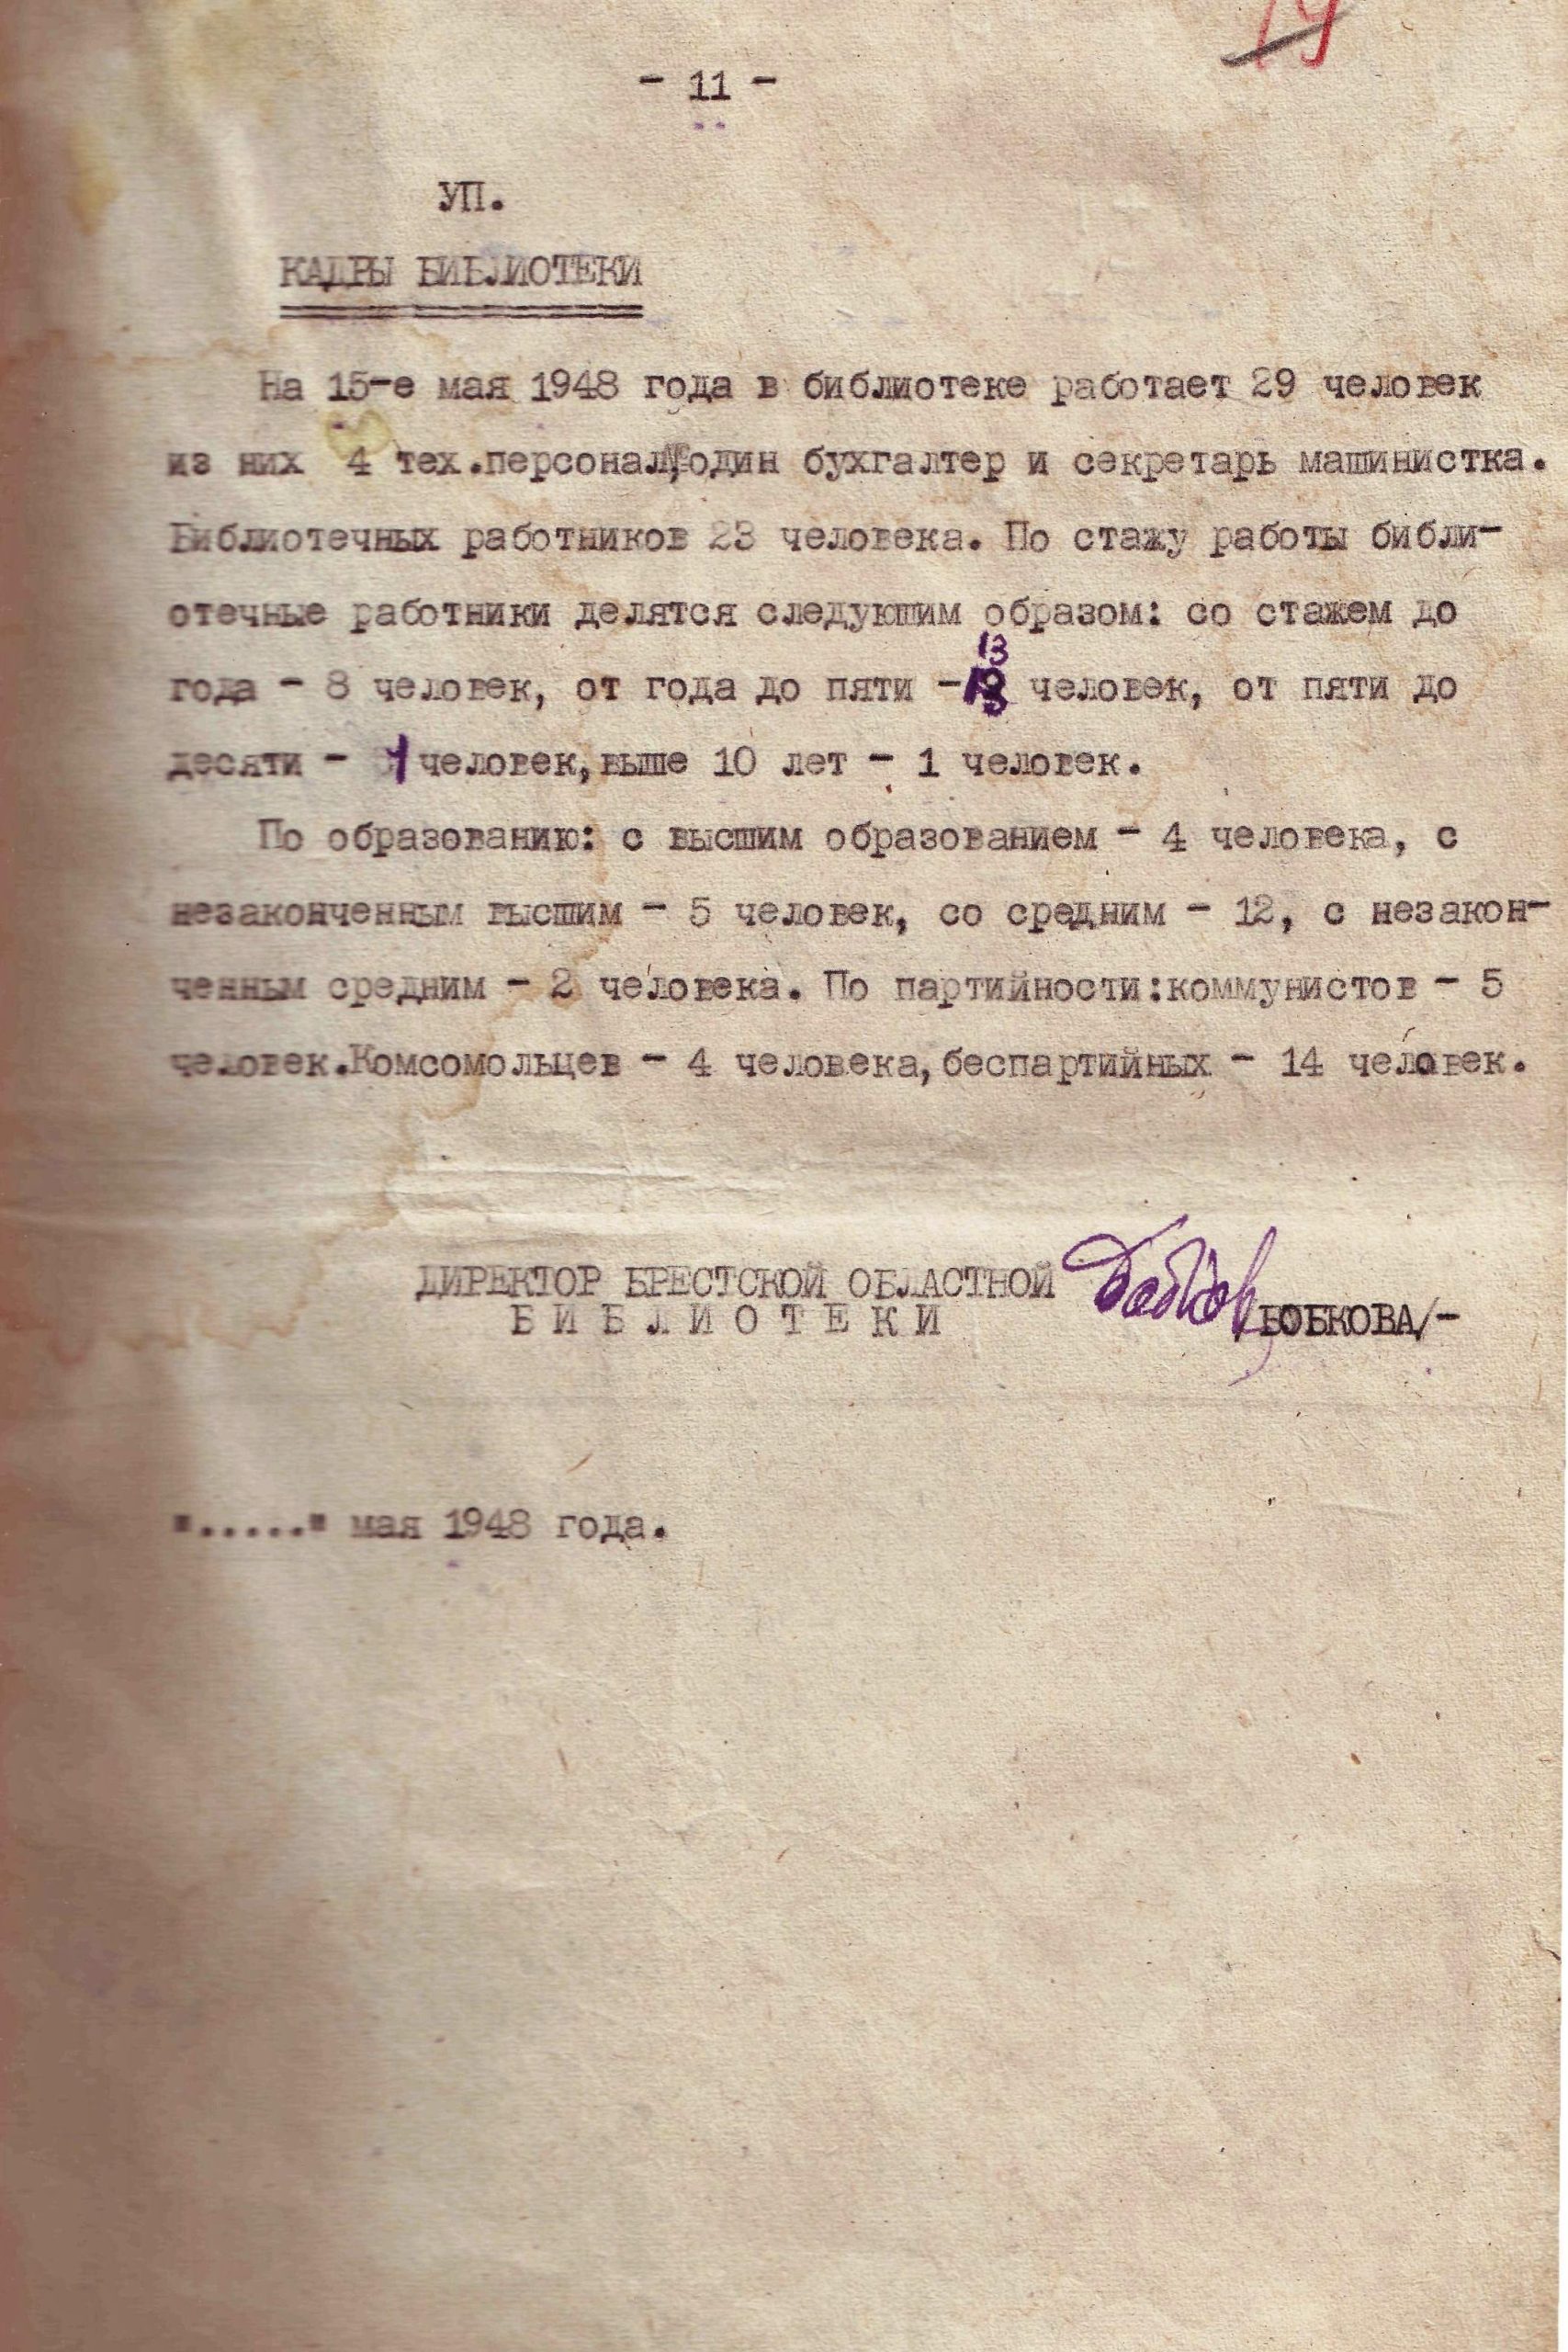 19
- 11 -
УП.
КАДРЫ БИБЛИОТЕКИ
На 15-е мая 1948 года в библиотеке работает 29 человек
из них 4 тех.персонал, один бухгалтер и секретарь машинистка.
Библиотечных работников 23 человека. По стажу работы библи-
отечные работники делятся следующим образом: со стажем до
13
года - 8 человек, от года до пяти - 13 человек, от пяти до
десяти - 1 человек, выше 10 лет - 1 человек.
По образованию: с высшим образованием - 4 человека, с
незаконченным высшим - 5 человек, со средним - 12, с незакон-
ченным средним - 2 человека. По партийности:коммунистов - 5
человек.Комсомольцев - 4 человека, беспартийных - 14 человек.
ДИРЕКТОР БРЕСТСКОЙ ОБЛАСТНОЙ
Б И Б Л И О Т Е К И /БОБКОВА/-
"....." мая 1948 года.